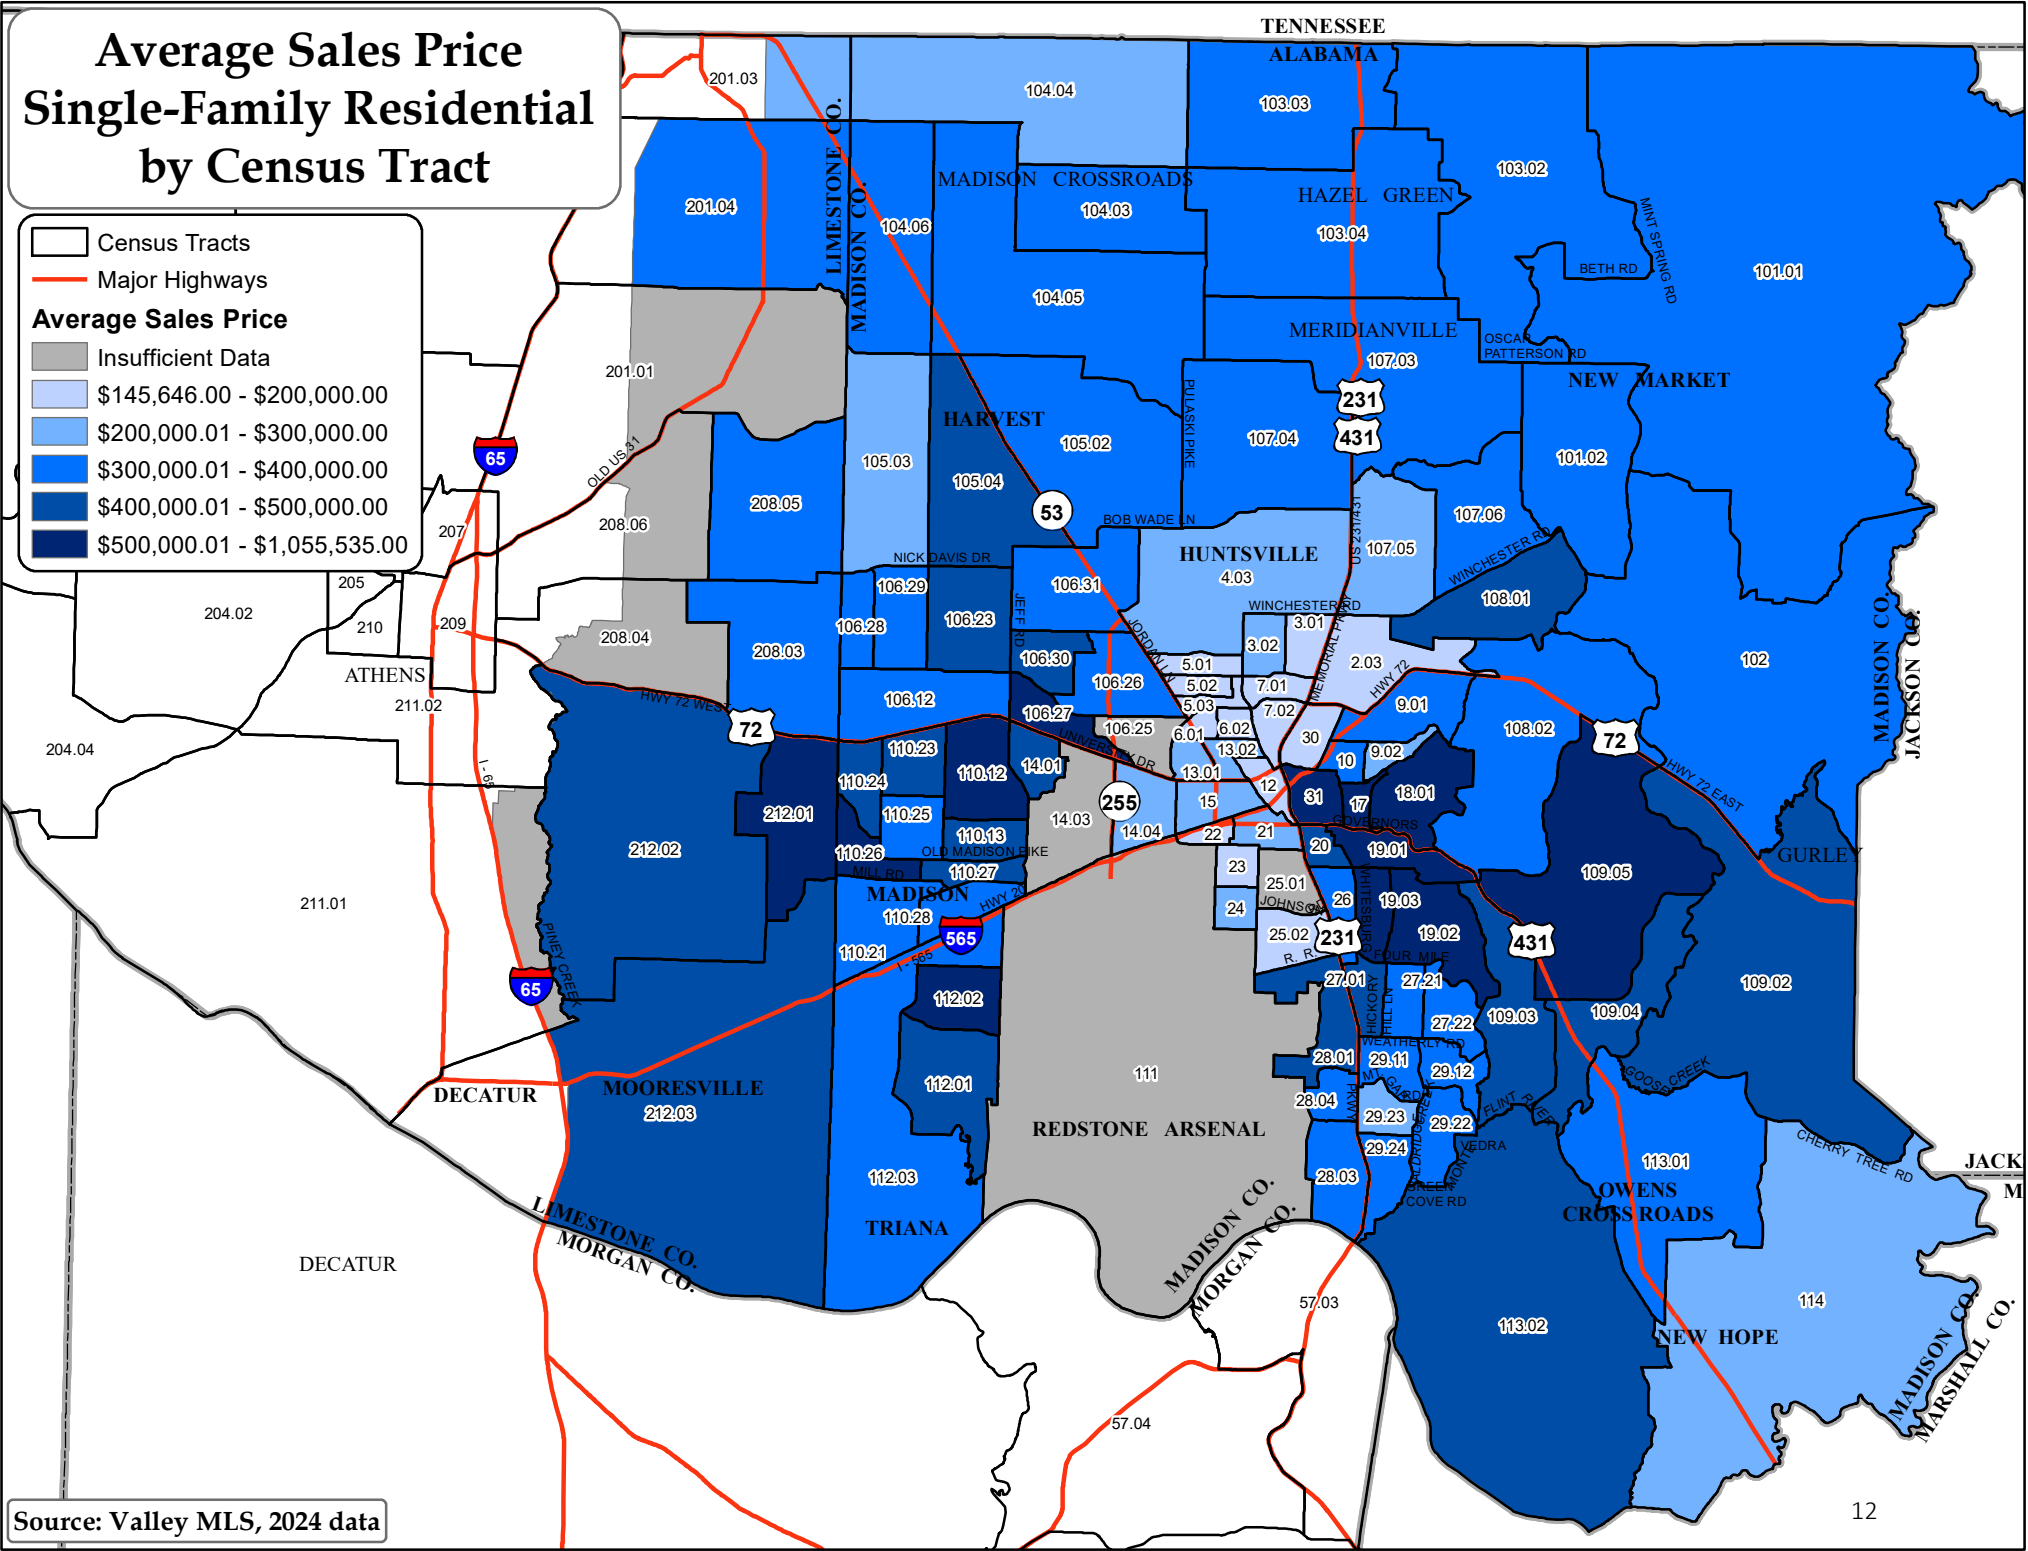 Average Sales Price
Single-Family Residential
by Census Tract
Census Tracts
Major Highways
Average Sales Price
Insufficient Data
$145,646.00 - $200,000.00
$200,000.01 - $300,000.00
$300,000.01 - $400,000.00
$400,000.01 - $500,000.00
$500,000.01 - $1,055,535.00
TENNESSEE
ALABAMA
201.03
104.04
103.03
103.02
LIMESTONE CO.
MADISON CO.
MADISON CROSSROADS
HAZEL GREEN
201.04
104.06
104.03
103.04
MINT SPRING RD
BETH RD
101.01
104.05
MERIDIANVILLE
OSCAR
PATTERSON RD
107.03
201.01
NEW MARKET
231
431
HARVEST
PULASKI PIKE
65
OLD US 31
105.03
105.02
107.04
101.02
105.04
208.05
53
BOB WADE LN
US 231/431
107.06
208.06
207
HUNTSVILLE
107.05
WINCHESTER RD
NICK DAVIS DR
4.03
205
106.29
106.31
108.01
204.02
210
209
106.28
106.23
JEFF RD
WINCHESTER RD
3.01
208.04
208.03
106.30
JORDAN LN
3.02
MEMORIAL PKWY
2.03
102
MADISON CO.
JACKSON CO.
ATHENS
5.01
5.02
7.01
HWY 72
211.02
HWY 72 WEST
106.12
106.26
5.03
7.02
9.01
106.27
106.25
6.01
6.02
30
108.02
72
72
204.04
110.23
UNIVERSITY DR
13.02
9.02
I - 65
110.24
110.12
14.01
13.01
10
HWY 72 EAST
12
18.01
212.01
110.25
255
15
31
17
14.03
14.04
22
21
GOVERNORS
110.13
20
19.01
212.02
110.26
OLD MADISON PIKE
GURLEY
MILL RD
110.27
23
25.01
WHITESBURG
109.05
MADISON
HWY 20
JOHNSON
26
19.03
211.01
110.28
24
565
25.02
231
19.02
431
PINEY CREEK
110.21
I - 565
R. R.
FOUR MILE
65
112.02
27.01
27.21
109.02
HICKORY
HILL LN
27.22
109.03
109.04
WEATHERLY RD
28.01
29.11
29.12
111
MT. GAP
RD
GOOSE CREEK
MOORESVILLE
112.01
DECATUR
212.03
28.04
PKWY
29.23
29.22
FLINT RIVER
REDSTONE ARSENAL
29.24
VEDRA
MONTE
CHERRY TREE RD
112.03
28.03
GREEN
COVE RD
113.01
JACK
M
OWENS
CROSS ROADS
LIMESTONE CO.
MORGAN CO.
TRIANA
MADISON CO.
MORGAN CO.
DECATUR
57.03
113.02
114
NEW HOPE
MADISON CO.
MARSHALL CO.
57.04
Source: Valley MLS, 2024 data
12